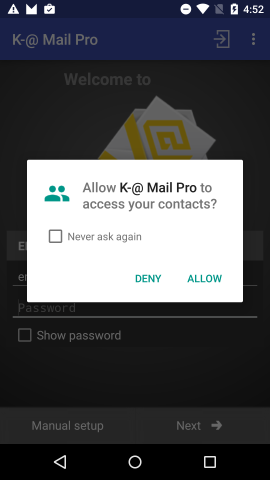 4:52
K-@ Mail Pro
Welcome to
Allow K-@ Mail Pro to
access your contacts?
Never ask again
DENY ALLOW
Password
Show password
Manual setup Next